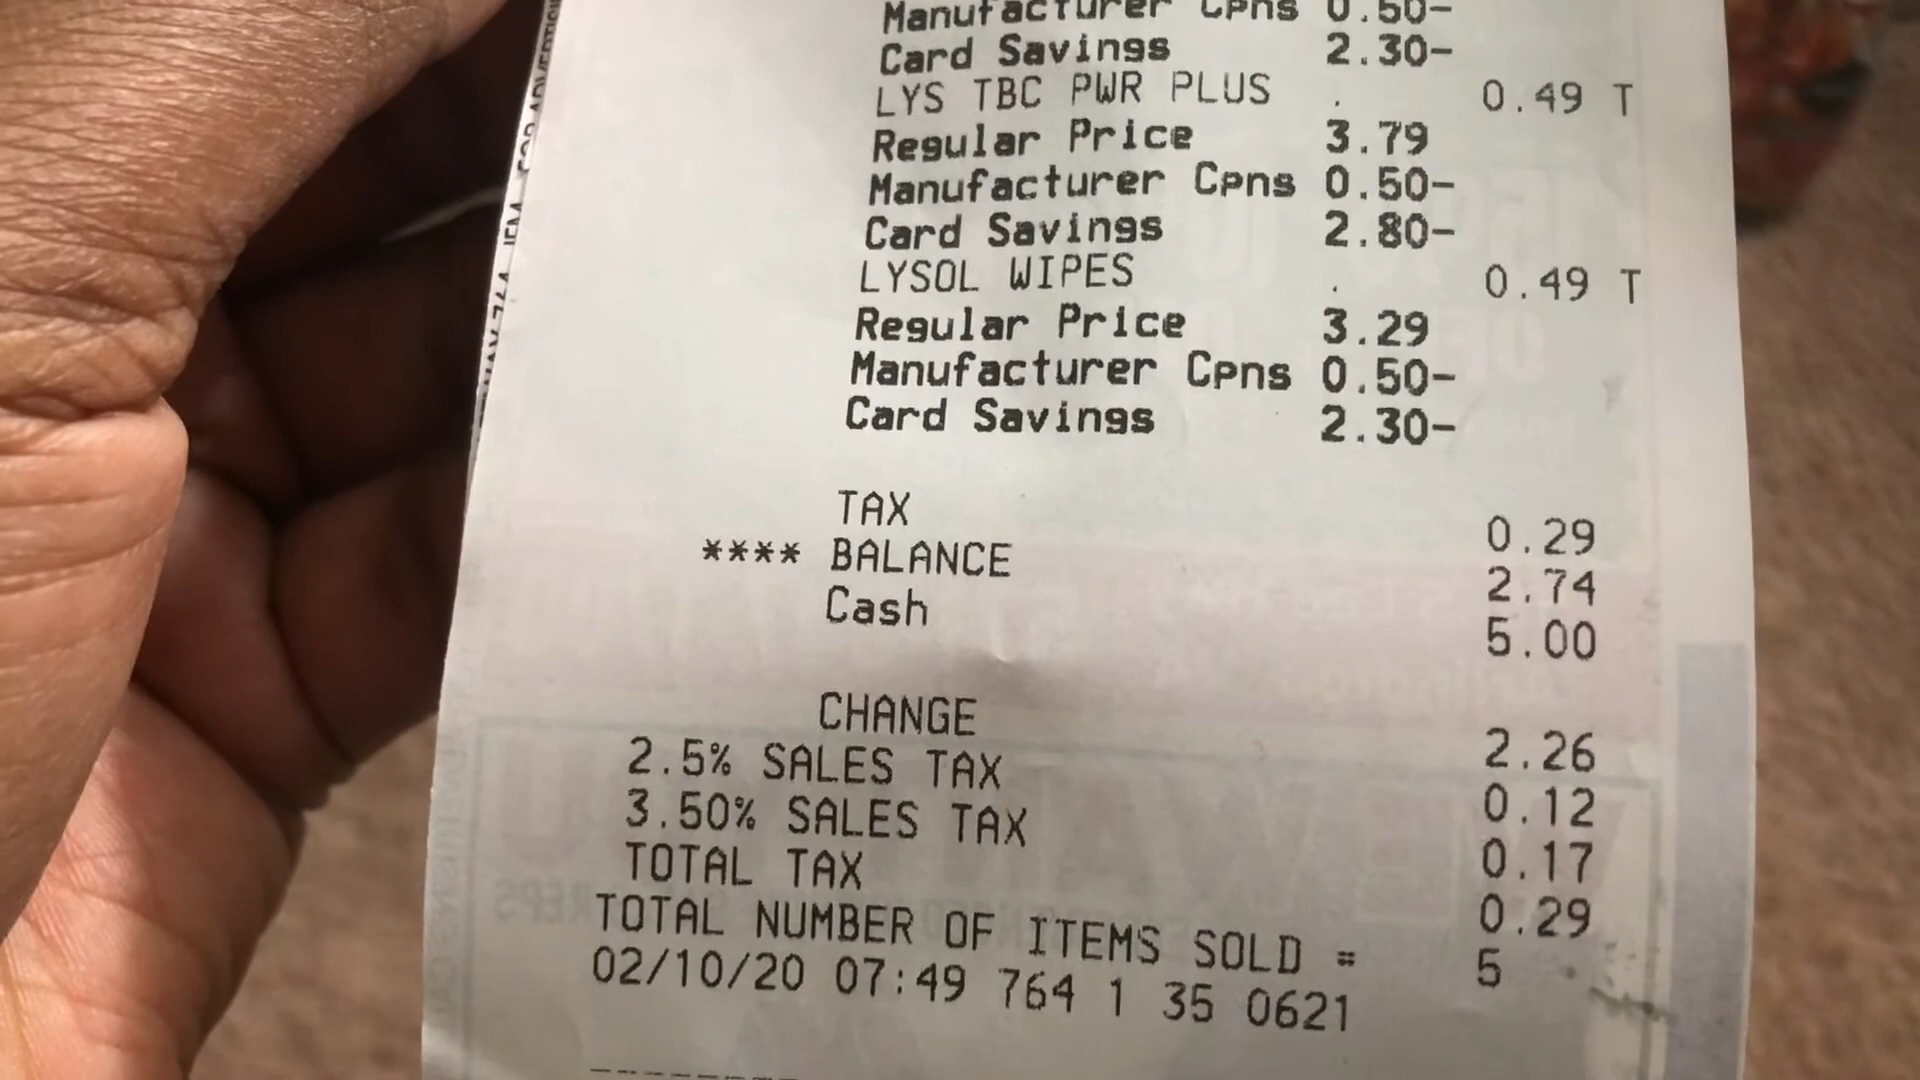 Manufacturer Cpns 0.50-
Card Savings 2.30-
LYS TBC PWR PLUS . 0.49 T
Regular Price 3.79
Manufacturer Cpns 0.50-
Card Savings 2.80-
LYSOL WIPES . 0.49 T
Regular Price 3.29
Manufacturer Cpns 0.50-
Card Savings 2.30-
TAX 0.29
**** BALANCE 2.74
Cash 5.00
CHANGE 2.26
2.5% SALES TAX 0.12
3.50% SALES TAX 0.17
TOTAL TAX 0.29
TOTAL NUMBER OF ITEMS SOLD = 5
02/10/20 07:49 764 1 35 0621